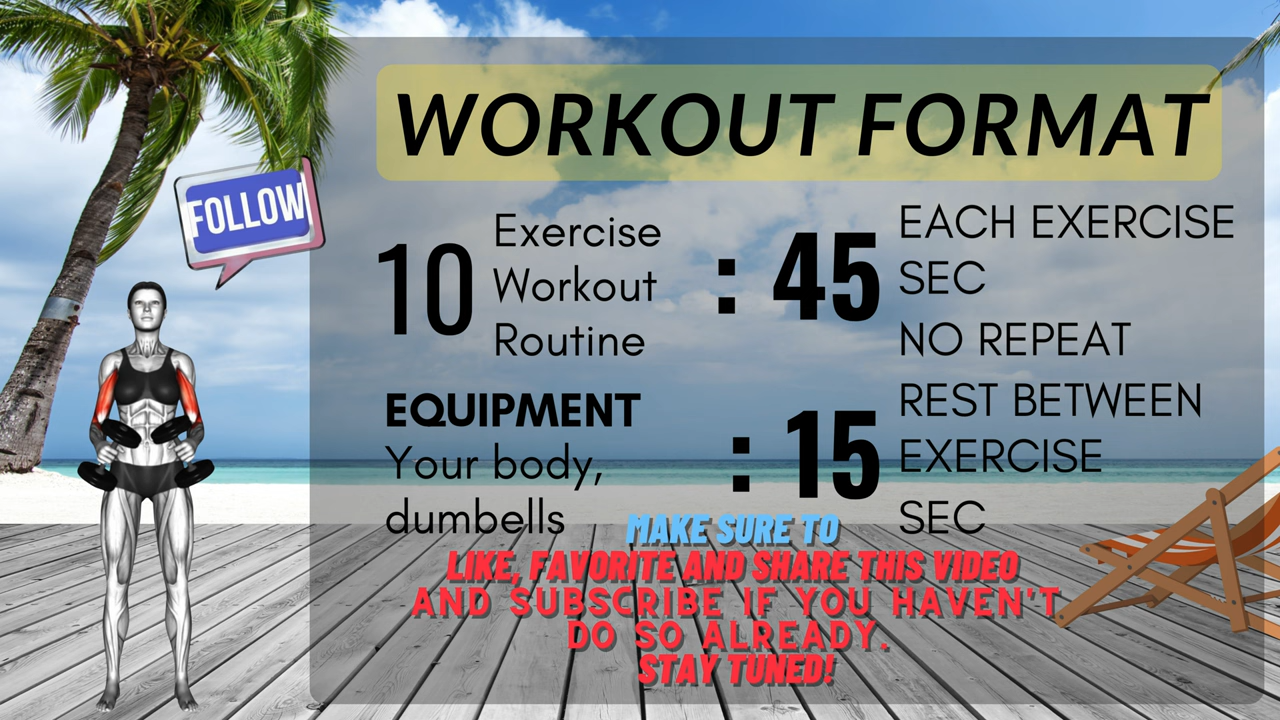 WORKOUT FORMAT
FOLLOW
10
Exercise
Workout
Routine
: 45
EACH EXERCISE
SEC
NO REPEAT
EQUIPMENT
Your body,
dumbells
: 15
REST BETWEEN
EXERCISE
SEC
MAKE SURE TO
LIKE, FAVORITE AND SHARE THIS VIDEO
AND SUBSCRIBE IF YOU HAVEN'T
DO SO ALREADY.
STAY TUNED!